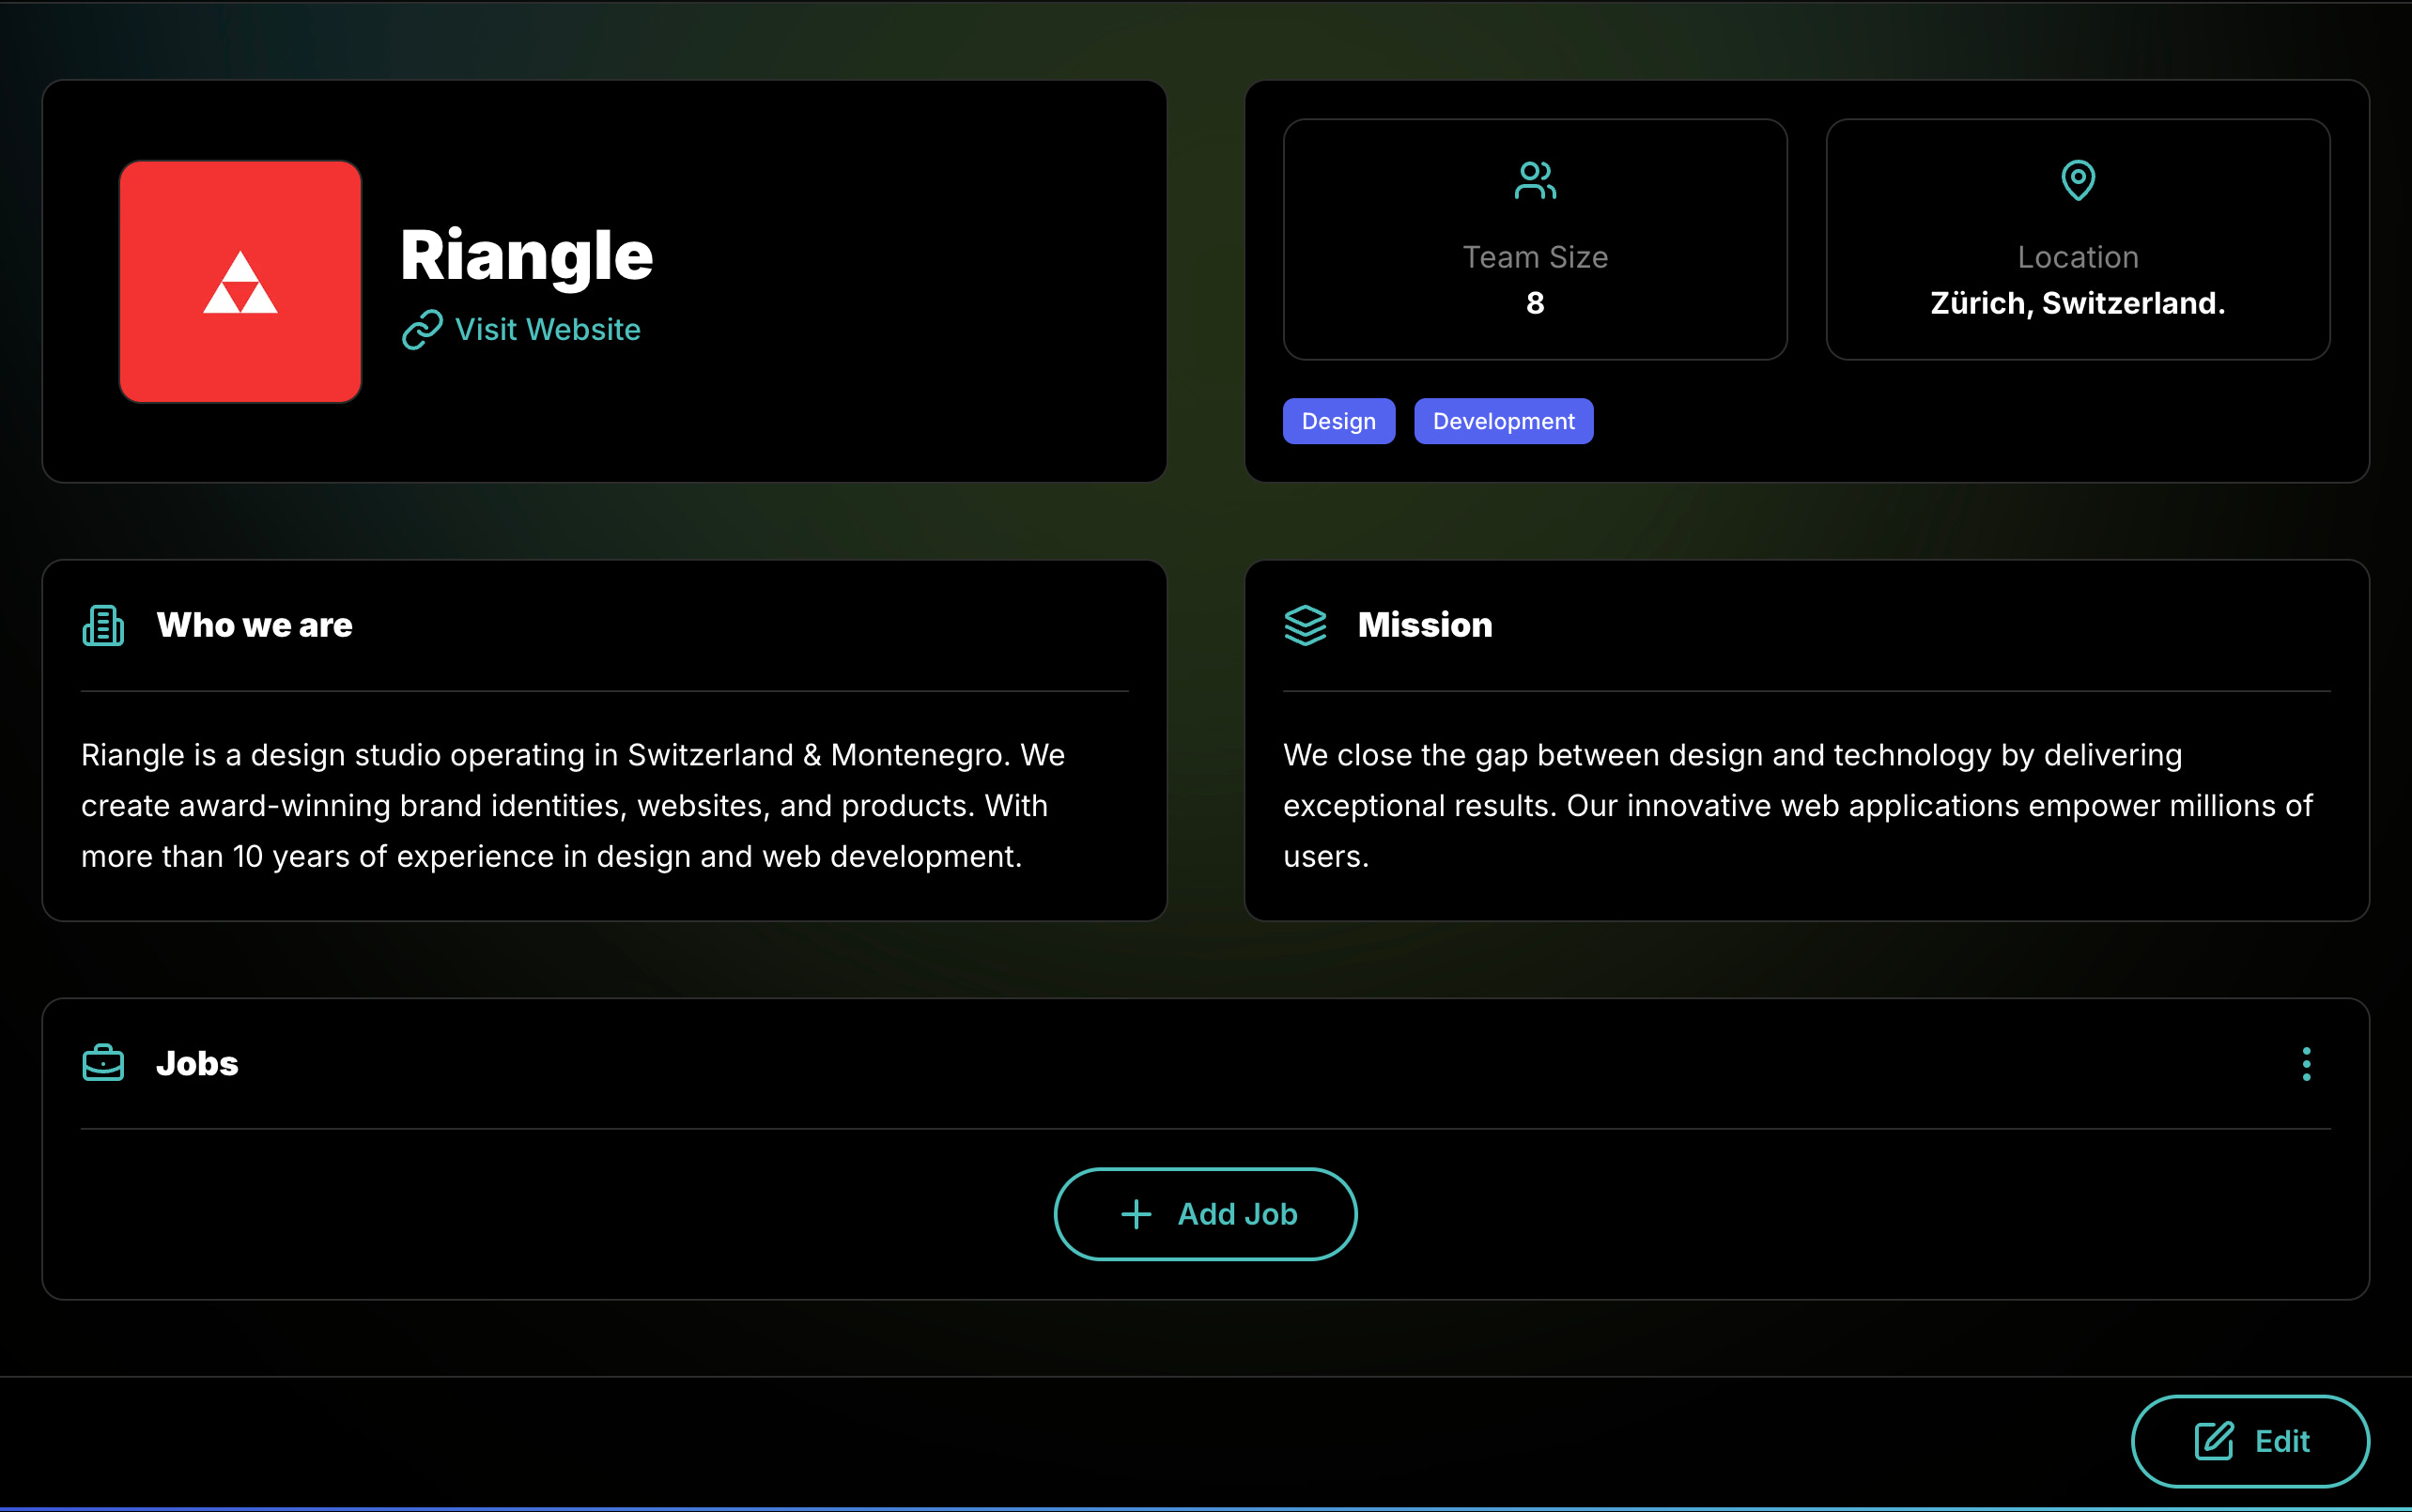 Riangle
Visit Website
Team Size
8
Location
Zürich, Switzerland.
Design
Development
Who we are
Riangle is a design studio operating in Switzerland & Montenegro. We
create award-winning brand identities, websites, and products. With
more than 10 years of experience in design and web development.
Mission
We close the gap between design and technology by delivering
exceptional results. Our innovative web applications empower millions of
users.
Jobs
Add Job
Edit